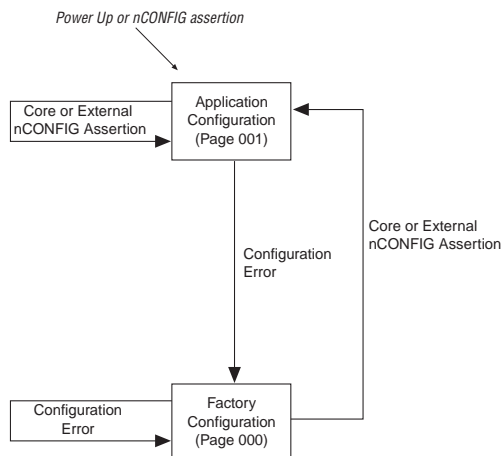 Power Up or nCONFIG assertion
Application
Configuration
(Page 001)
Core or External
nCONFIG Assertion
Core or External
nCONFIG Assertion
Configuration
Error
Factory
Configuration
(Page 000)
Configuration
Error